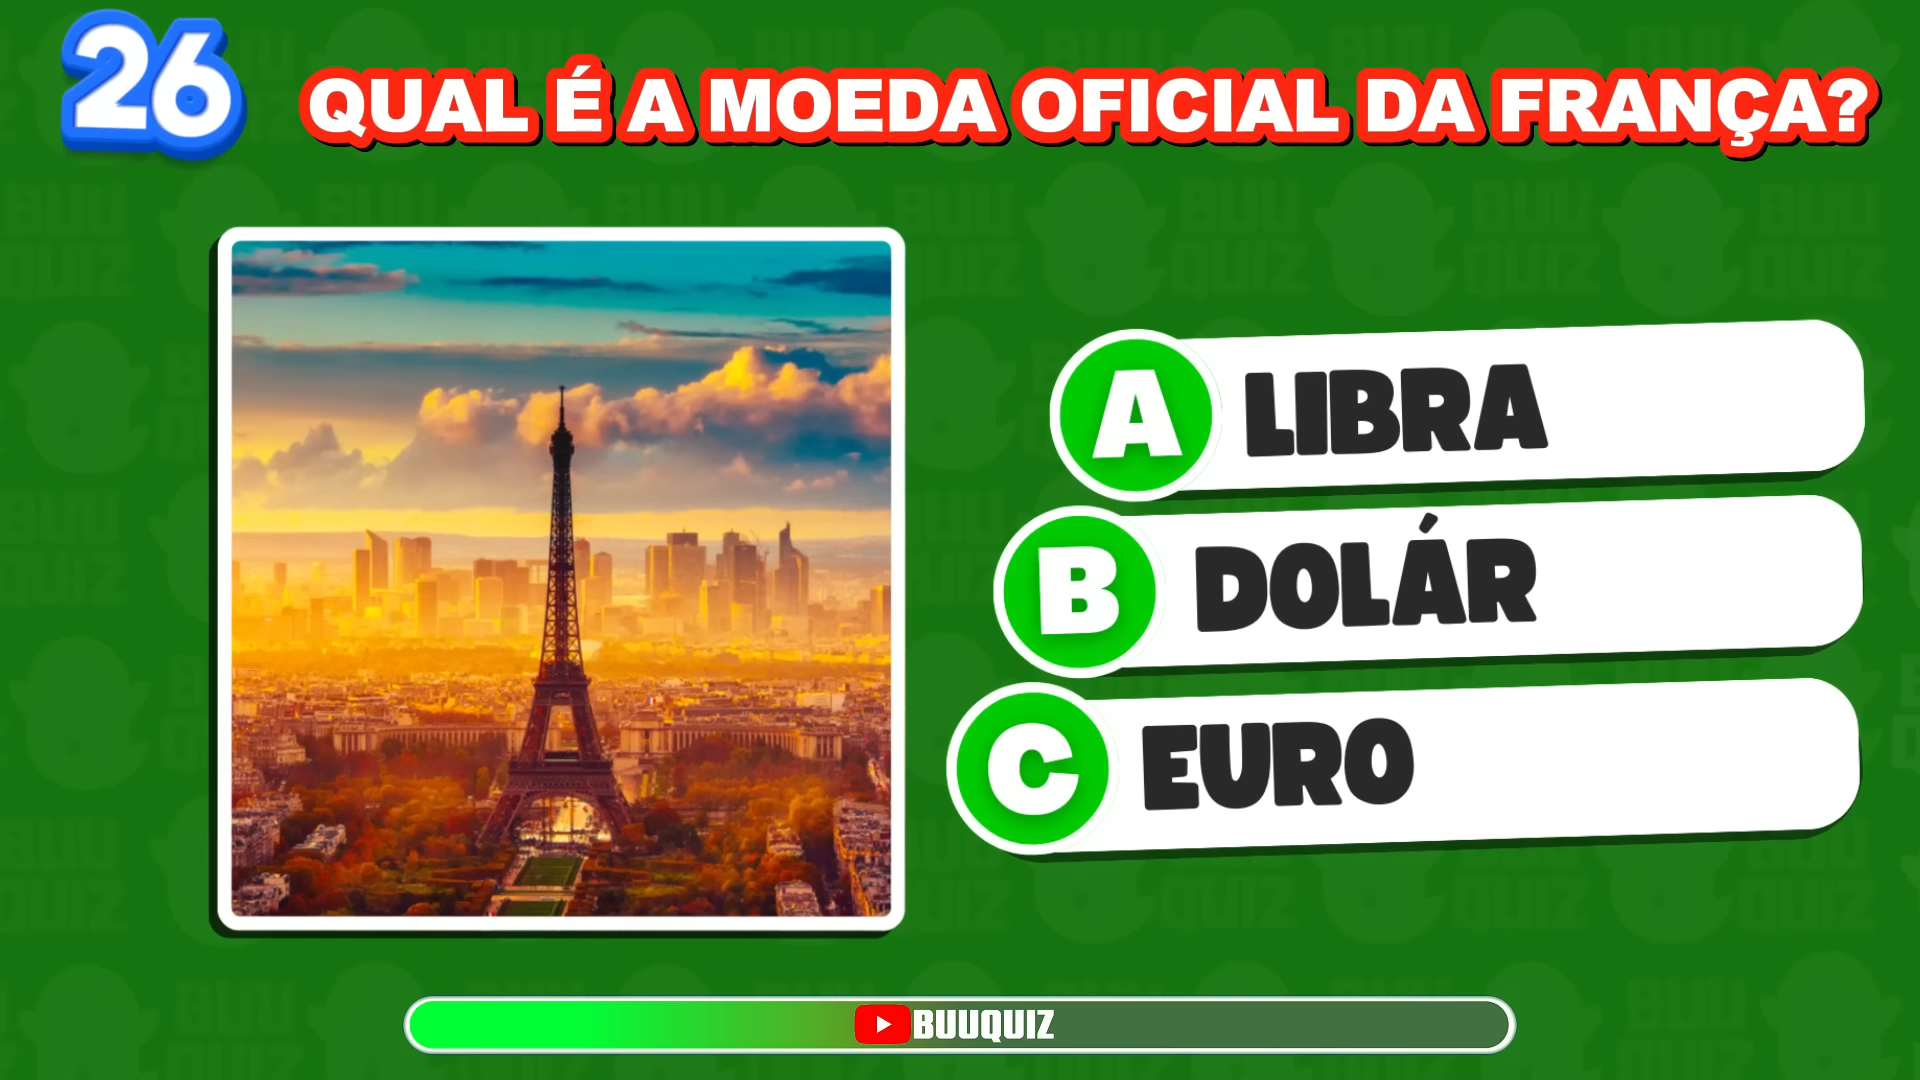 26
QUAL É A MOEDA OFICIAL DA FRANÇA?
A LIBRA
B DOLÁR
C EURO
BUUQUIZ